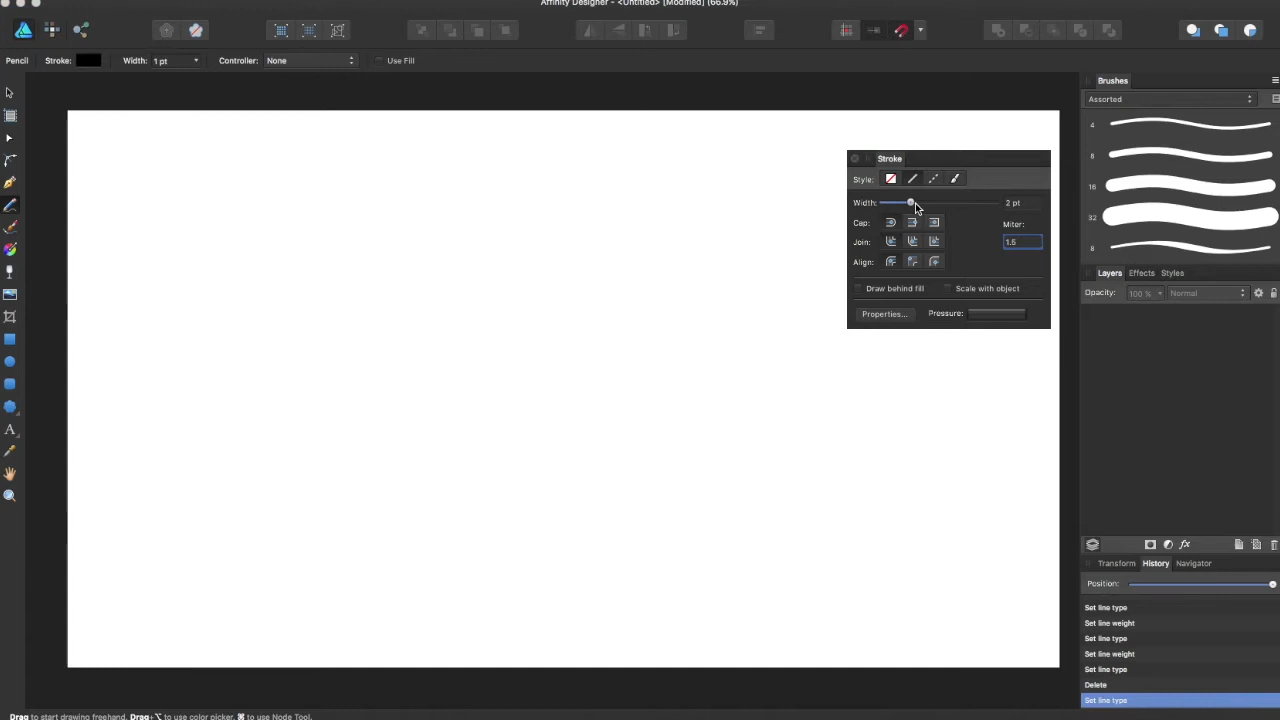 Affinity Designer - <Untitled> [Modified] (66.9%)
Pencil Stroke: Width: 1 pt Controller: None Use Fill
Brushes
Assorted
4
8
16
32
8
Stroke
Style:
Width: 2 pt
Cap: Miter:
Join: 1.5
Align:
Draw behind fill Scale with object
Properties... Pressure:
Layers Effects Styles
Opacity: 100 % Normal
Transform History Navigator
Position:
Set line type
Set line weight
Set line type
Set line weight
Set line type
Delete
Set line type
Drag to start drawing freehand. Drag+⌥ to use color picker. ⌘ to use Node Tool.